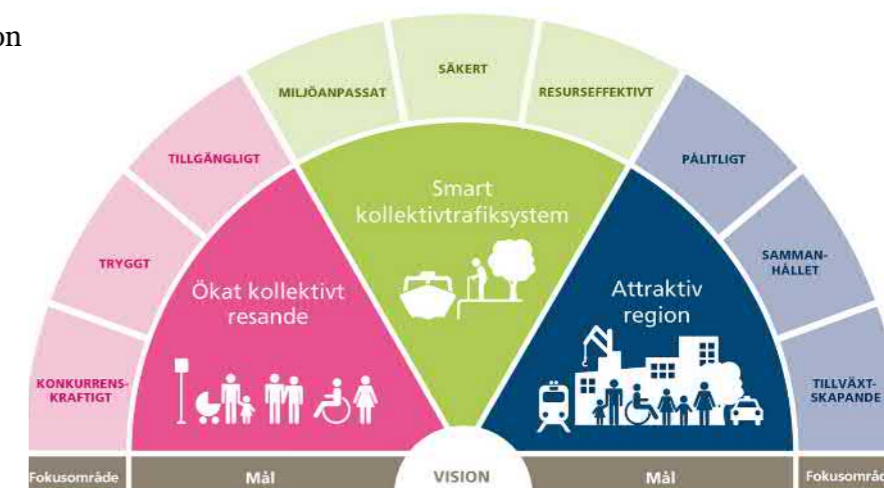 on
MILJÖANPASSAT
SÄKERT
RESURSEFFEKTIVT
TILLGÄNGLIGT
PÅLITLIGT
TRYGGT
SAMMAN-
HÅLLET
KONKURRENS-
KRAFTIGT
TILLVÄXT-
SKAPANDE
Smart
kollektivtrafiksystem
Ökat kollektivt
resande
Attraktiv
region
Fokusområde
Mål
VISION
Mål
Fokusområd